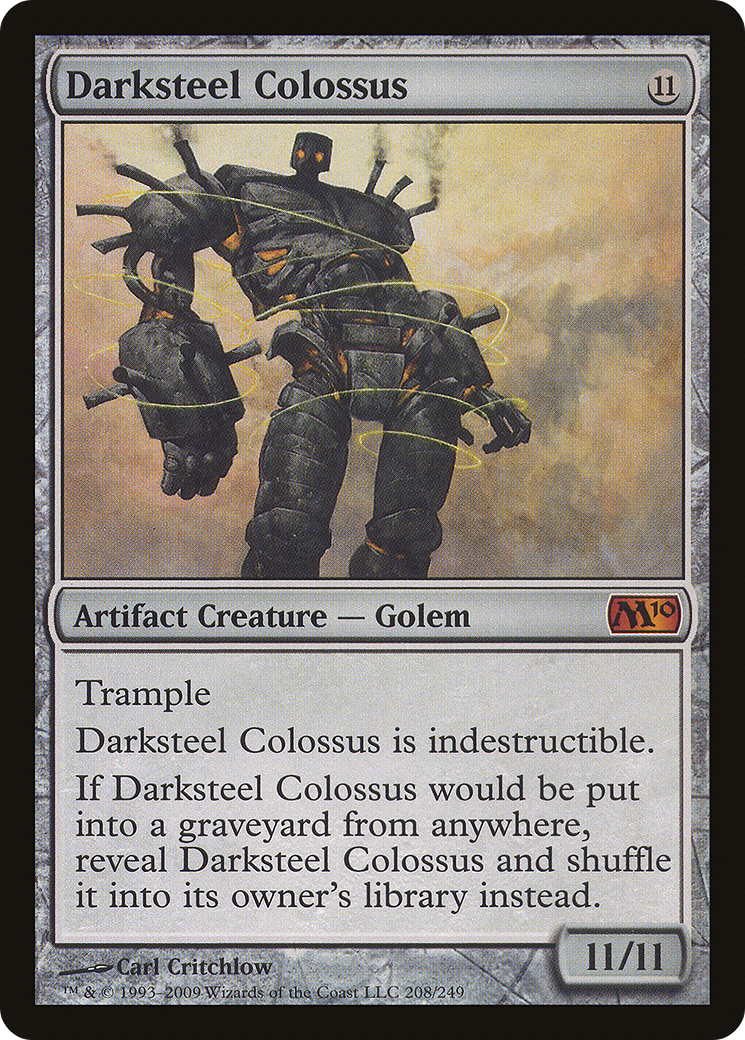 Darksteel Colossus
11
Artifact Creature — Golem
M10
Trample
Darksteel Colossus is indestructible.
If Darksteel Colossus would be put
into a graveyard from anywhere,
reveal Darksteel Colossus and shuffle
it into its owner's library instead.
11/11
Carl Critchlow
™ & © 1993–2009 Wizards of the Coast LLC 208/249